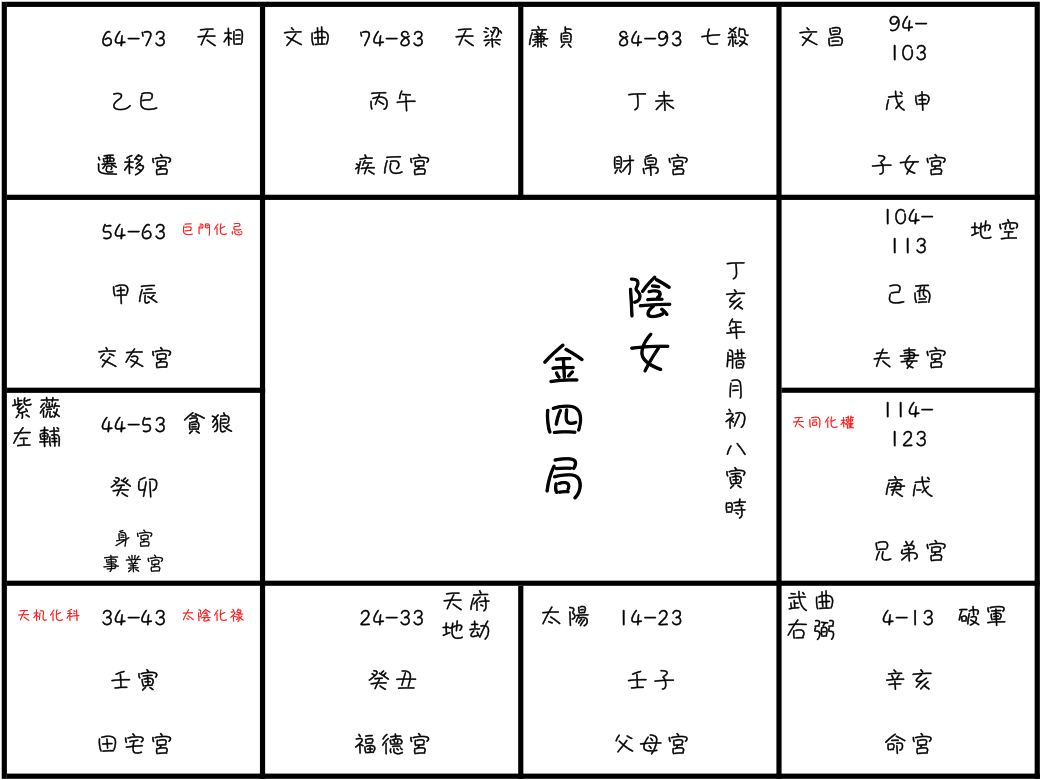 64-73 天相
乙巳
遷移宮
文曲 74-83 天梁
丙午
疾厄宮
廉貞 84-93 七殺
丁未
財帛宮
文昌 94-
103
戊申
子女宮
54-63 巨門化忌
甲辰
交友宮
104-
113 地空
己酉
夫妻宮
丁亥年腊月初八寅時
陰女
金四局
紫薇
左輔 44-53 貪狼
癸卯
身宮
事業宮
天同化權 114-
123
庚戌
兄弟宮
天机化科 34-43 太陰化祿
壬寅
田宅宮
24-33 天府
地劫
癸丑
福德宮
太陽 14-23
壬子
父母宮
武曲
右弼 4-13 破軍
辛亥
命宮